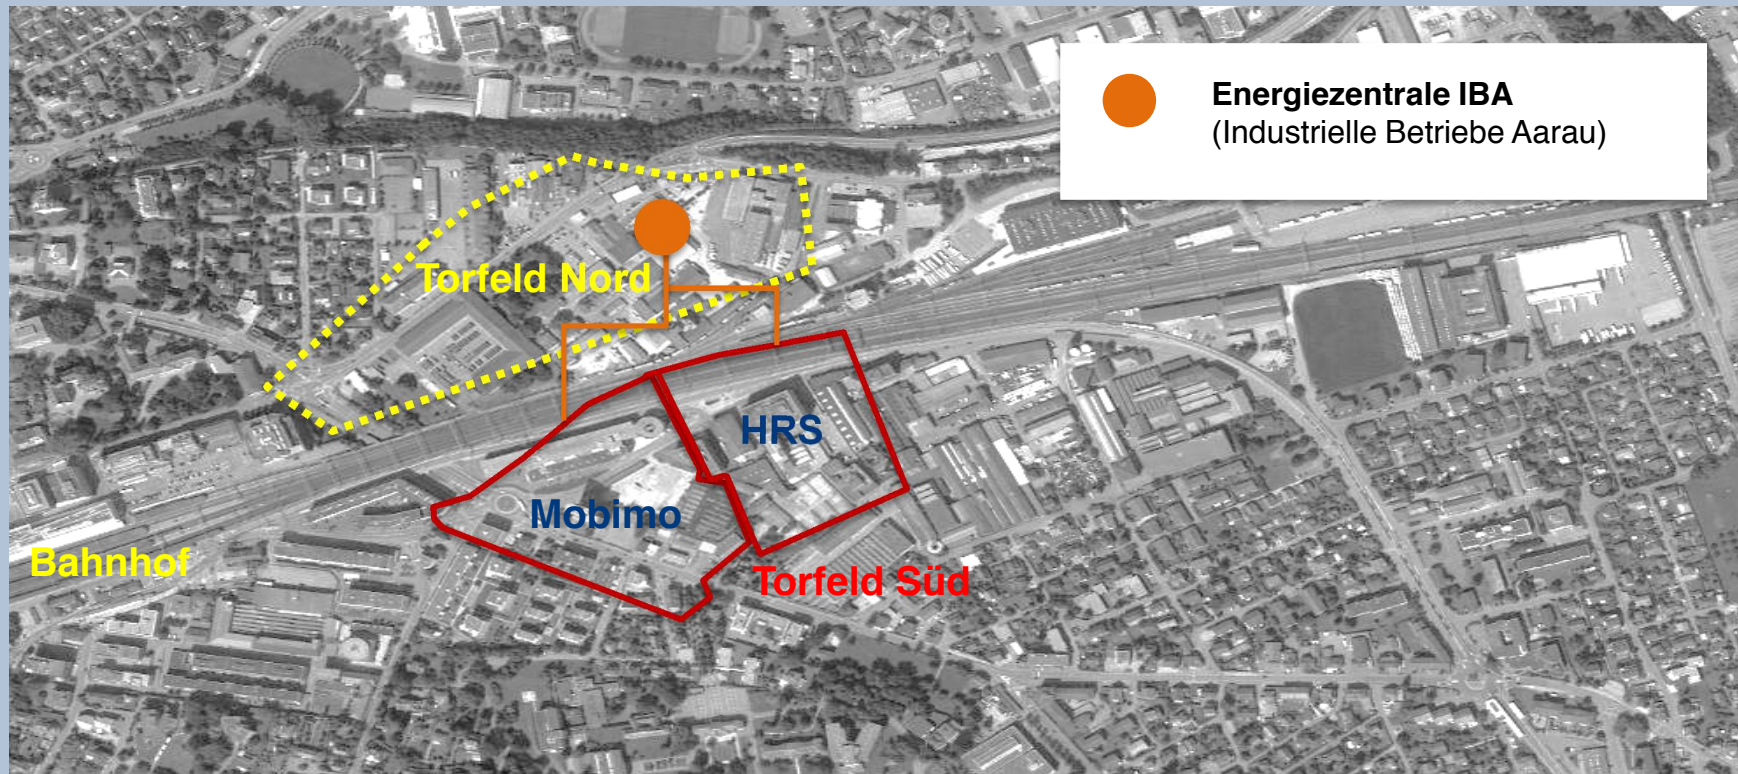 Energiezentrale IBA
(Industrielle Betriebe Aarau)
Torfeld Nord
HRS
Mobimo
Bahnhof
Torfeld Süd